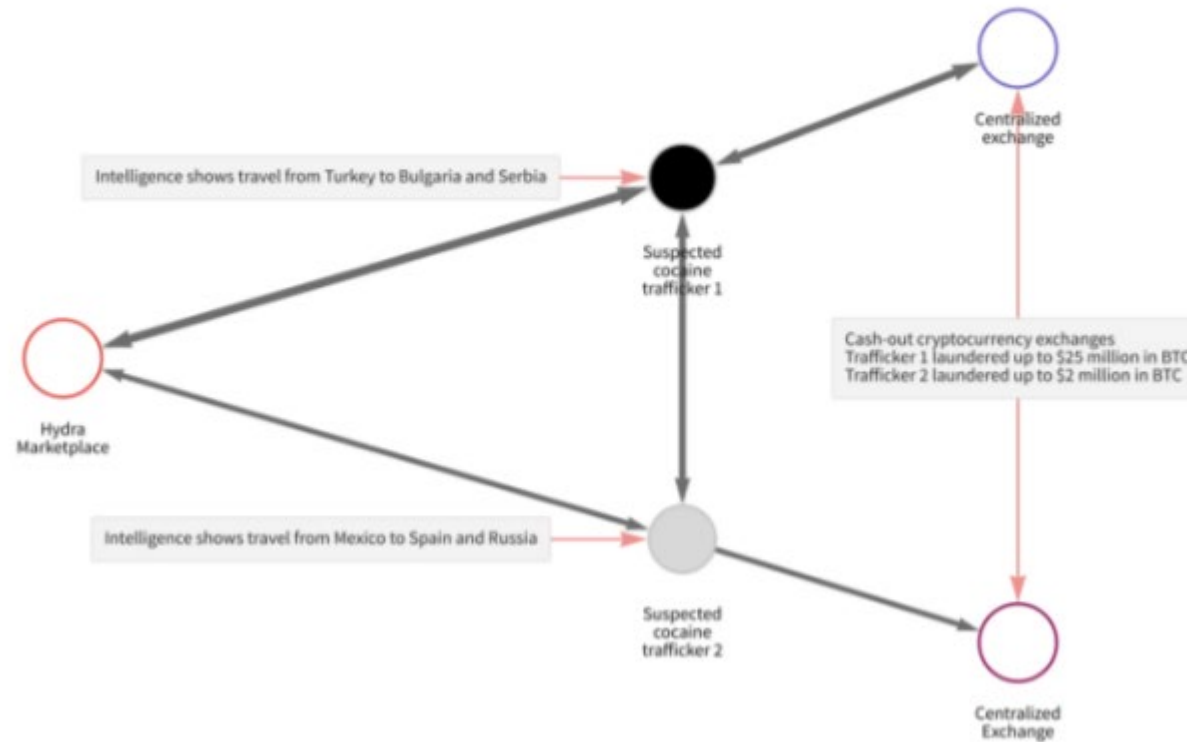 Centralized
exchange
Intelligence shows travel from Turkey to Bulgaria and Serbia
Suspected
cocaine
trafficker 1
Cash-out cryptocurrency exchanges
Trafficker 1 laundered up to $25 million in BTC
Trafficker 2 laundered up to $2 million in BTC
Hydra
Marketplace
Intelligence shows travel from Mexico to Spain and Russia
Suspected
cocaine
trafficker 2
Centralized
Exchange